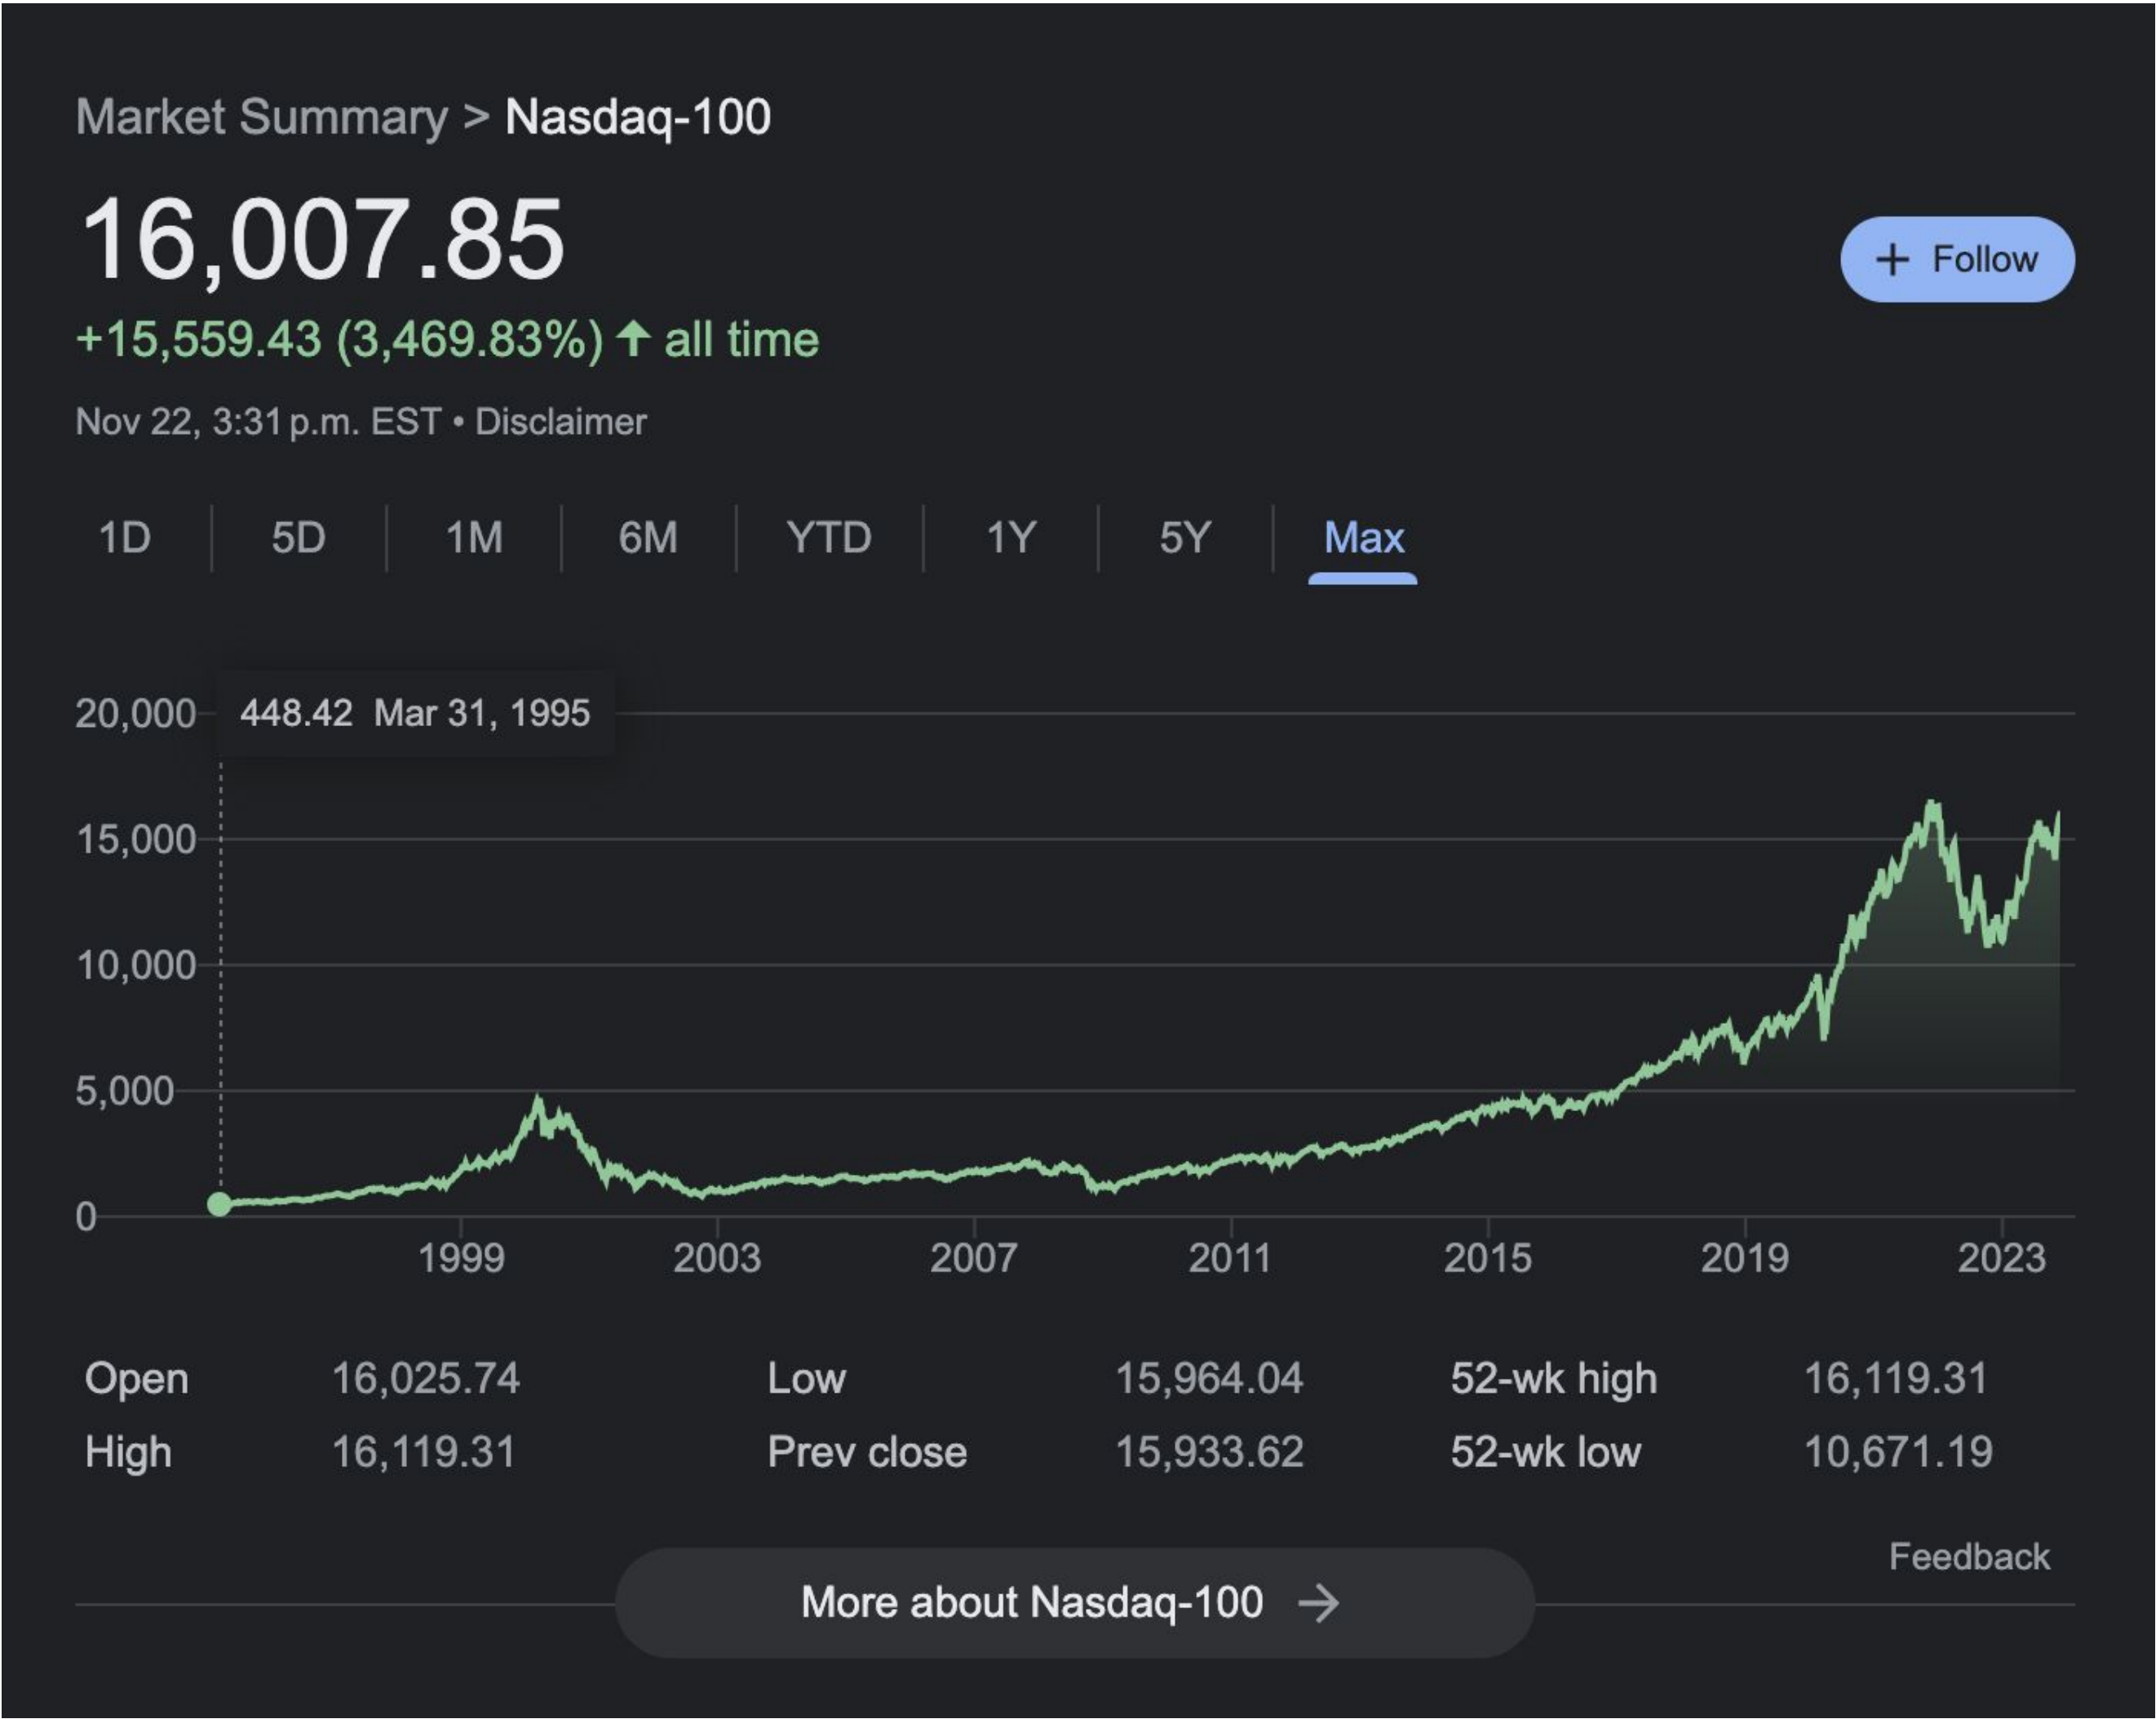 Market Summary > Nasdaq-100
16,007.85
+ Follow
+15,559.43 (3,469.83%) ↑ all time
Nov 22, 3:31 p.m. EST • Disclaimer
1D 5D 1M 6M YTD 1Y 5Y Max
20,000 448.42 Mar 31, 1995
15,000
10,000
5,000
0
1999 2003 2007 2011 2015 2019 2023
Open 16,025.74 Low 15,964.04 52-wk high 16,119.31
High 16,119.31 Prev close 15,933.62 52-wk low 10,671.19
Feedback
More about Nasdaq-100 →